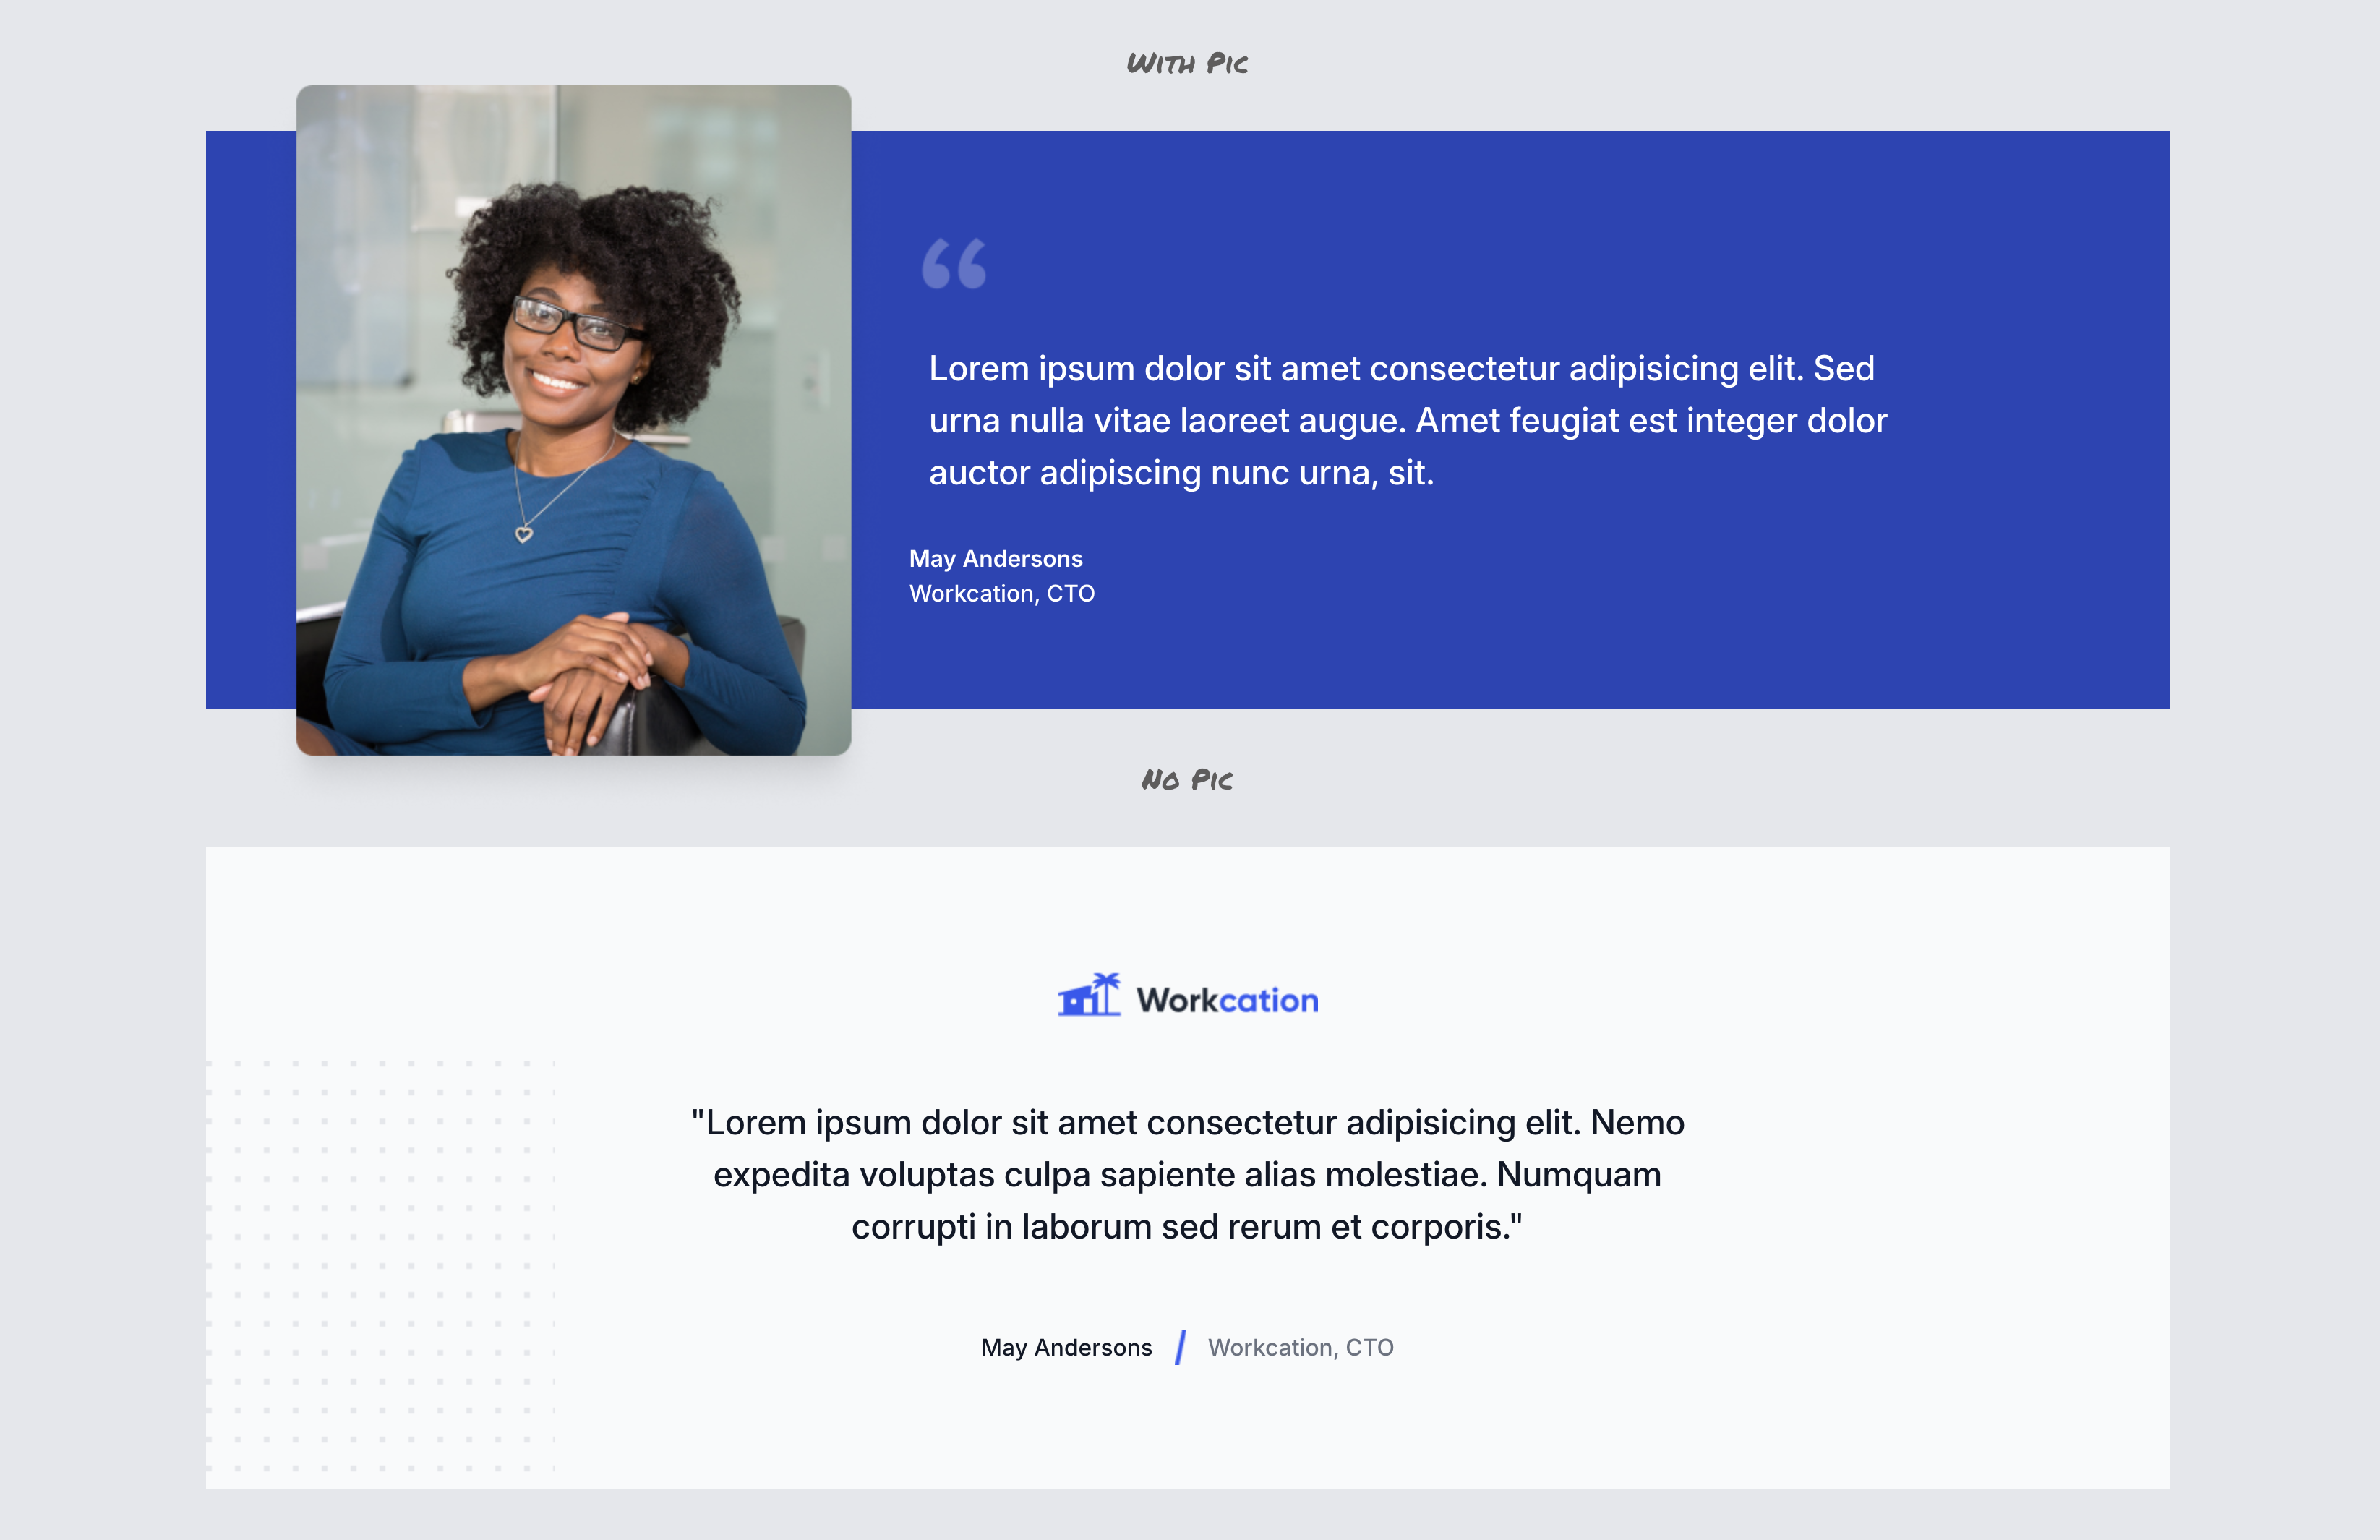 With Pic
“
Lorem ipsum dolor sit amet consectetur adipisicing elit. Sed
urna nulla vitae laoreet augue. Amet feugiat est integer dolor
auctor adipiscing nunc urna, sit.
May Andersons
Workcation, CTO
No Pic
Workcation
"Lorem ipsum dolor sit amet consectetur adipisicing elit. Nemo
expedita voluptas culpa sapiente alias molestiae. Numquam
corrupti in laborum sed rerum et corporis."
May Andersons / Workcation, CTO